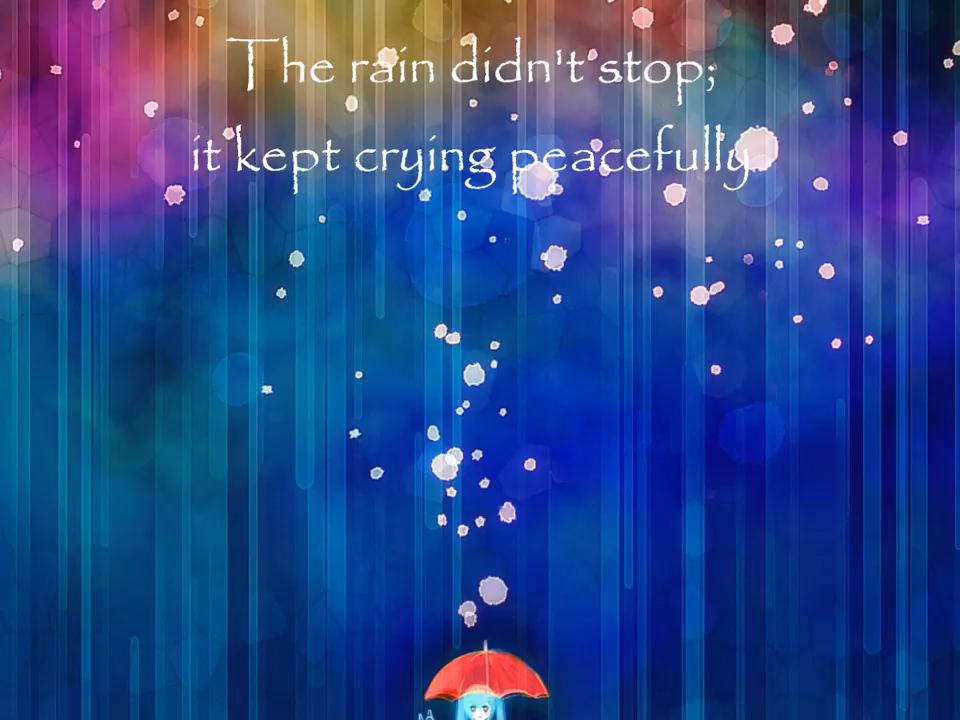 The rain didn't stop;
it kept crying peacefully.